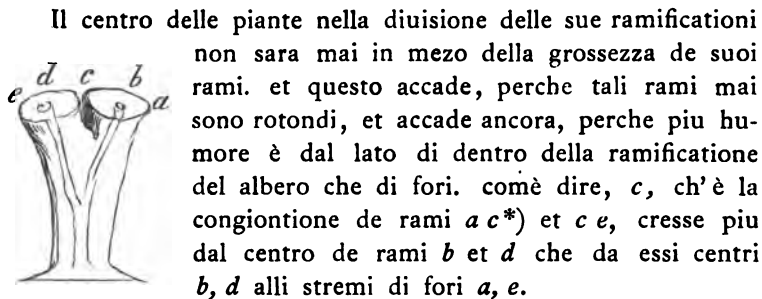 Il centro delle piante nella diuisione delle sue ramificationi
non sara mai in mezo della grossezza de suoi
rami. et questo accade, perche tali rami mai
sono rotondi, et accade ancora, perche piu hu-
more è dal lato di dentro della ramificatione
del albero che di fori. comè dire, c, ch'è la
congiontione de rami a c*) et c e, cresse piu
dal centro de rami b et d che da essi centri
b, d alli stremi di fori a, e.
e d c b a